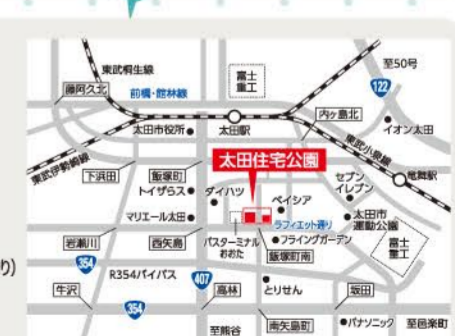 東武桐生線
至50号
富士
重工
122
藤阿久北
前橋・館林線
内ヶ島北
太田市役所
太田駅
イオン太田
東武小泉線
東武伊勢崎線
太田住宅公園
竜舞駅
下浜田
飯塚町
セブン
イレブン
トイザらス
ダイハツ
ベイシア
マリエール太田
ラフィエット通り
太田市
運動公園
岩瀬川
西矢島
バスターミナル
おおた
フライングガーデン
富士
重工
飯塚町南
り)
354
R354バイパス
407
牛沢
高林
とりせん
坂田
354
至熊谷
南矢島町
パナソニック
至邑楽町